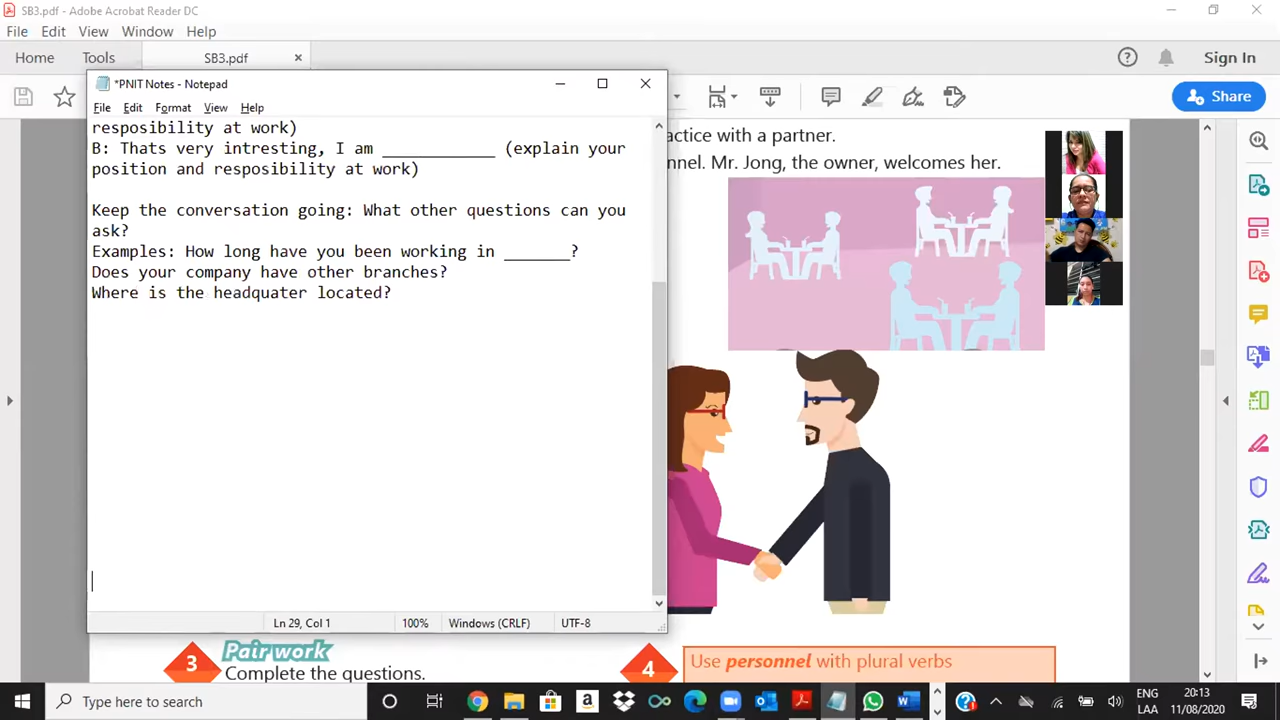 SB3.pdf - Adobe Acrobat Reader DC
File Edit View Window Help
Home Tools SB3.pdf ×
Sign In
Share
*PNIT Notes - Notepad
File Edit Format View Help
resposibility at work)
B: Thats very intresting, I am ____________ (explain your
position and resposibility at work)
Keep the conversation going: What other questions can you
ask?
Examples: How long have you been working in _______?
Does your company have other branches?
Where is the headquater located?
Ln 29, Col 1 100% Windows (CRLF) UTF-8
actice with a partner.
nnel. Mr. Jong, the owner, welcomes her.
3 Pair work
Complete the questions.
4 Use personnel with plural verbs
Type here to search
ENG
LAA
20:13
11/08/2020